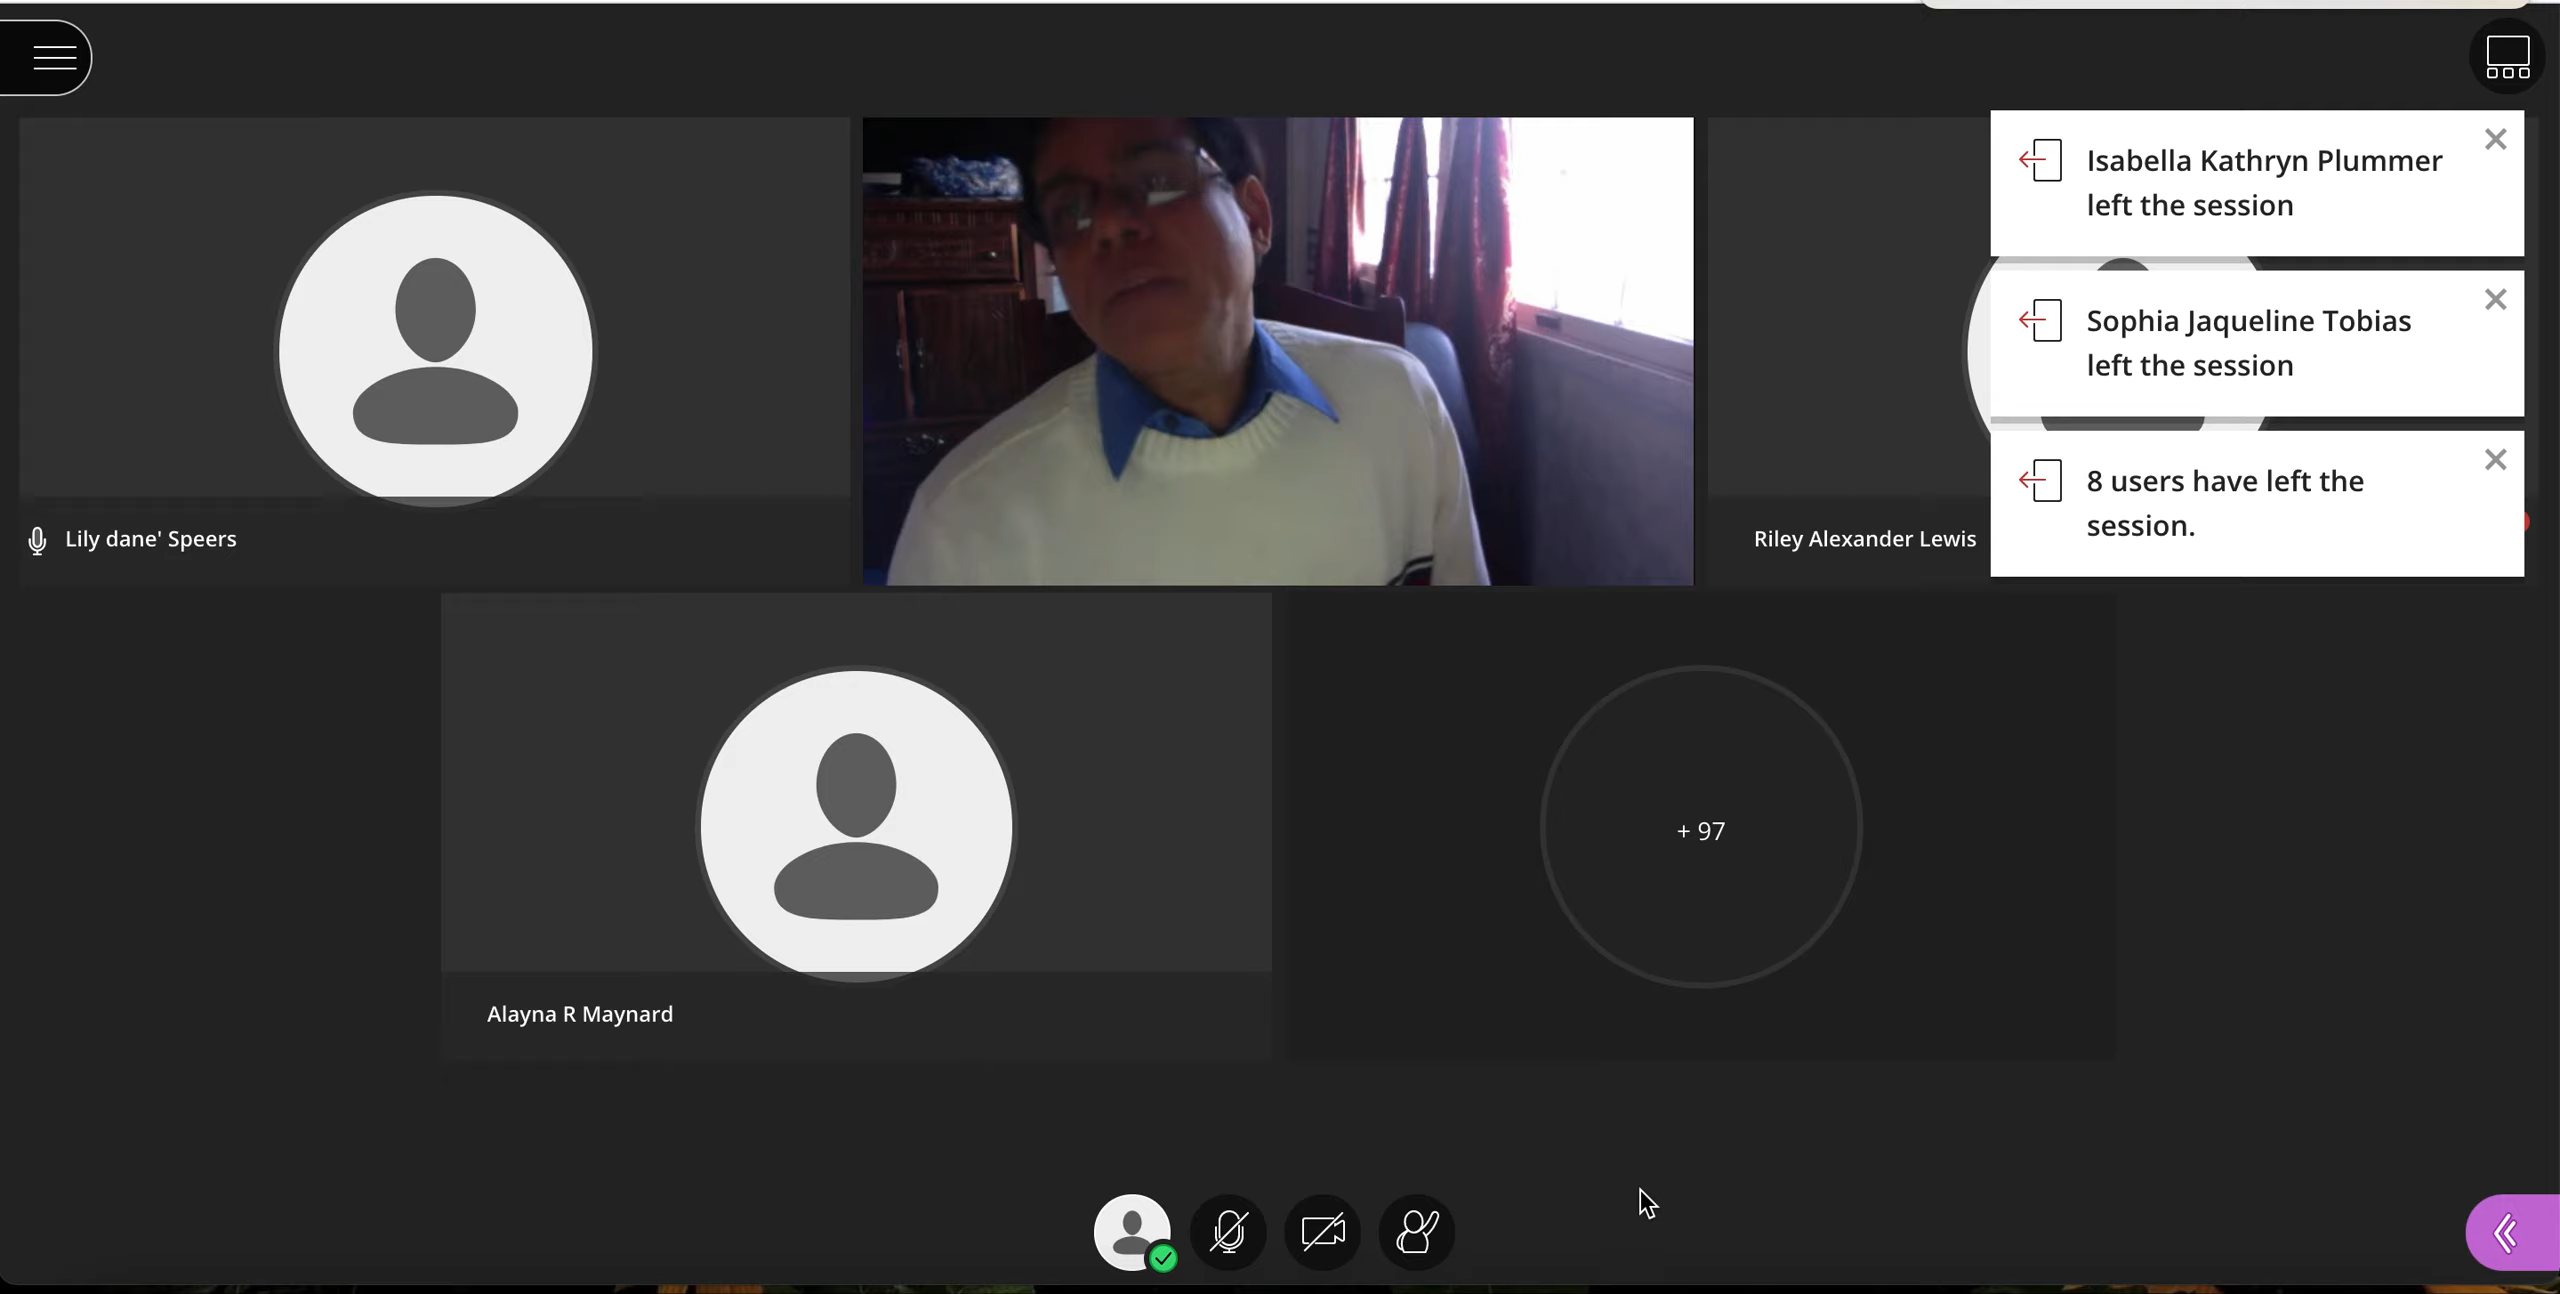 Isabella Kathryn Plummer
left the session
Sophia Jaqueline Tobias
left the session
8 users have left the
session.
Lily dane' Speers
Riley Alexander Lewis
Alayna R Maynard
+ 97